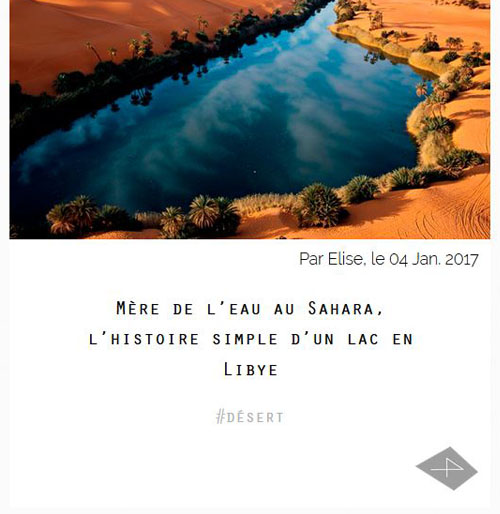 Par Elise, le 04 Jan. 2017
Mère de l'eau au Sahara,
l'histoire simple d'un lac en
Libye
#désert